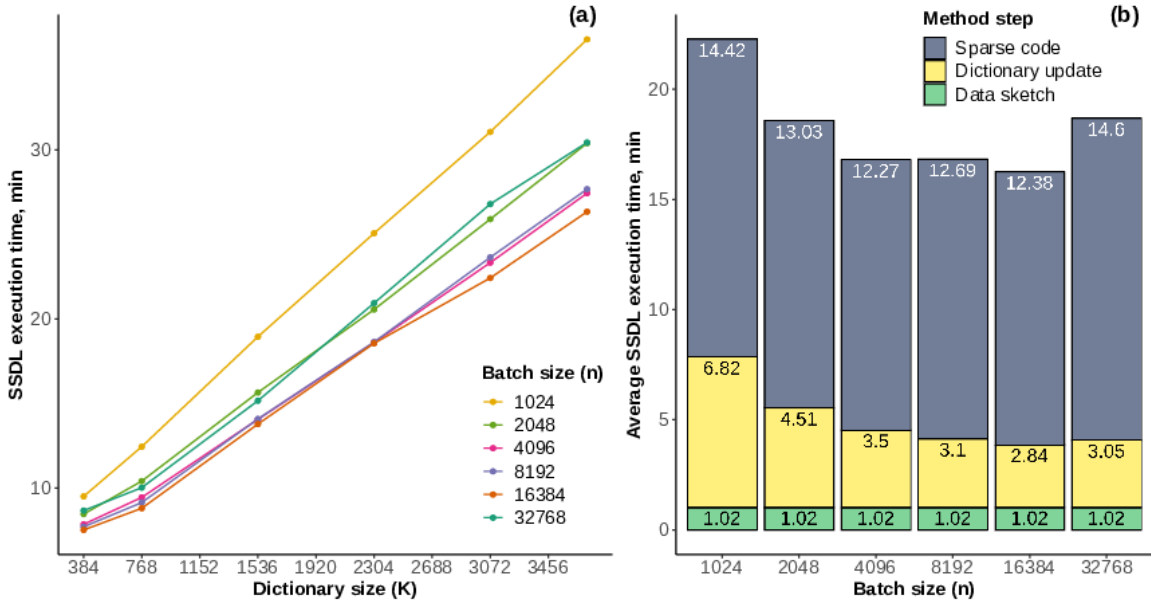 (a)
SSDL execution time, min
30
20
10
384 768 1152 1536 1920 2304 2688 3072 3456
Dictionary size (K)
Batch size (n)
1024
2048
4096
8192
16384
32768
(b)
Method step
Sparse code
Dictionary update
Data sketch
Average SSDL execution time, min
20
15
10
5
0
14.42 13.03 12.27 12.69 12.38 14.6
6.82 4.51 3.5 3.1 2.84 3.05
1.02 1.02 1.02 1.02 1.02 1.02
1024 2048 4096 8192 16384 32768
Batch size (n)